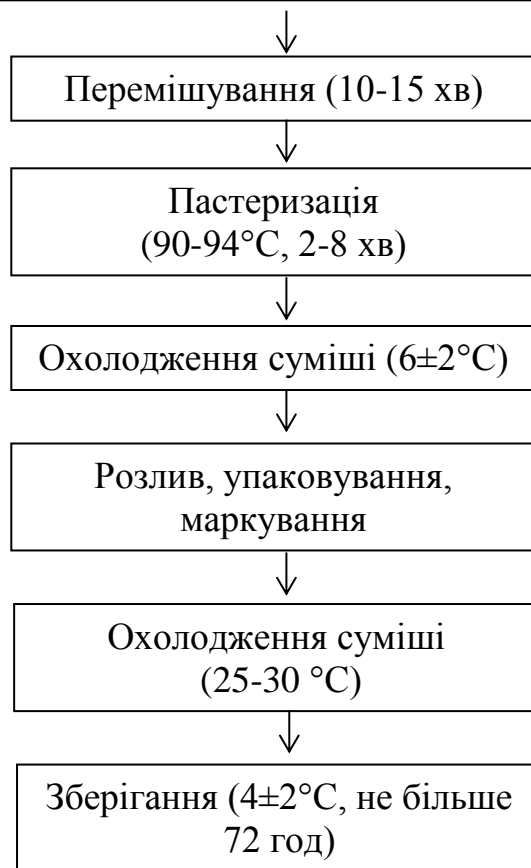 Перемішування (10-15 хв)
Пастеризація
(90-94°С, 2-8 хв)
Охолодження суміші (6±2°С)
Розлив, упаковування,
маркування
Охолодження суміші
(25-30 °С)
Зберігання (4±2°С, не більше
72 год)